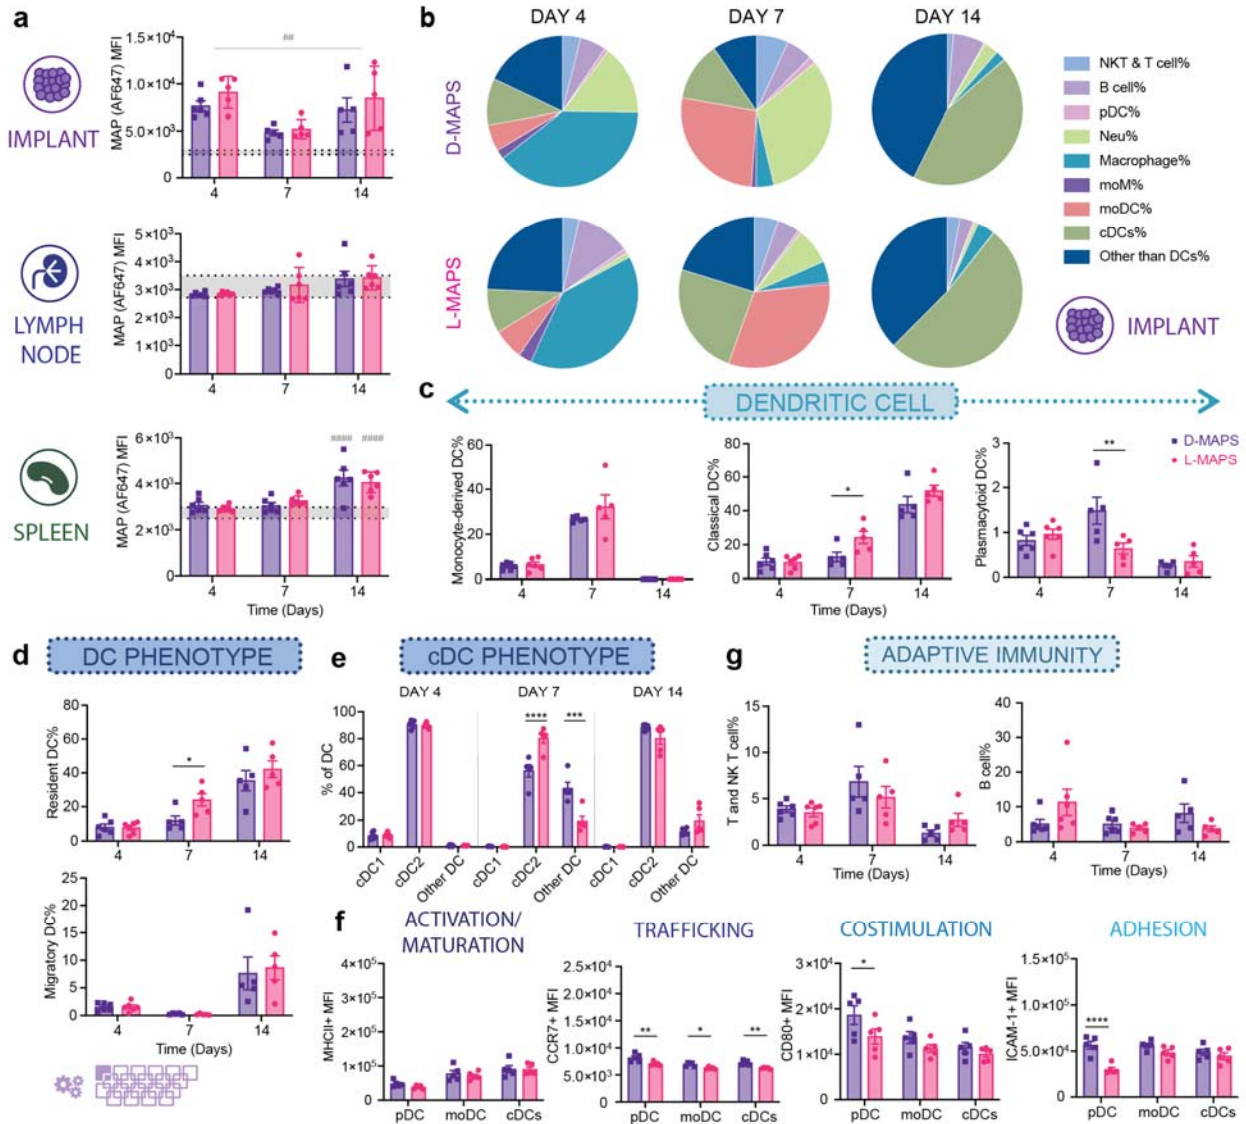 a
IMPLANT
MAP (AF647) MFI
1.5×10⁴
1.0×10⁴
5.0×10³
0
##
4
7
14
LYMPH
NODE
MAP (AF647) MFI
5×10³
4×10³
3×10³
2×10³
1×10³
0
4
7
14
SPLEEN
MAP (AF647) MFI
6×10³
4×10³
2×10³
0
####
####
4
7
14
Time (Days)
b
DAY 4
DAY 7
DAY 14
D-MAPS
L-MAPS
NKT & T cell%
B cell%
pDC%
Neu%
Macrophage%
moM%
moDC%
cDCs%
Other than DCs%
IMPLANT
c
DENDRITIC CELL
Monocyte-derived DC%
60
40
20
0
4
7
14
Classical DC%
80
60
40
20
0
*
4
7
14
Time (Days)
Plasmacytoid DC%
3
2
1
0
**
4
7
14
D-MAPS
L-MAPS
d
DC PHENOTYPE
Resident DC%
80
60
40
20
0
*
4
7
14
Migratory DC%
25
20
15
10
5
0
4
7
14
Time (Days)
e
cDC PHENOTYPE
DAY 4
DAY 7
DAY 14
% of DC
100
80
60
40
20
0
****
***
cDC1
cDC2
Other DC
cDC1
cDC2
Other DC
cDC1
cDC2
Other DC
g
ADAPTIVE IMMUNITY
T and NK T cell%
15
10
5
0
4
7
14
Time (Days)
B cell%
40
30
20
10
0
4
7
14
Time (Days)
f
ACTIVATION/
MATURATION
MHCII+ MFI
4×10⁵
3×10⁵
2×10⁵
1×10⁵
0
pDC
moDC
cDCs
TRAFFICKING
CCR7+ MFI
2.5×10⁴
2.0×10⁴
1.5×10⁴
1.0×10⁴
5.0×10³
0
**
*
**
pDC
moDC
cDCs
COSTIMULATION
CD80+ MFI
3×10⁴
2×10⁴
1×10⁴
0
*
pDC
moDC
cDCs
ADHESION
ICAM-1+ MFI
1.5×10⁵
1.0×10⁵
5.0×10⁴
0
****
pDC
moDC
cDCs